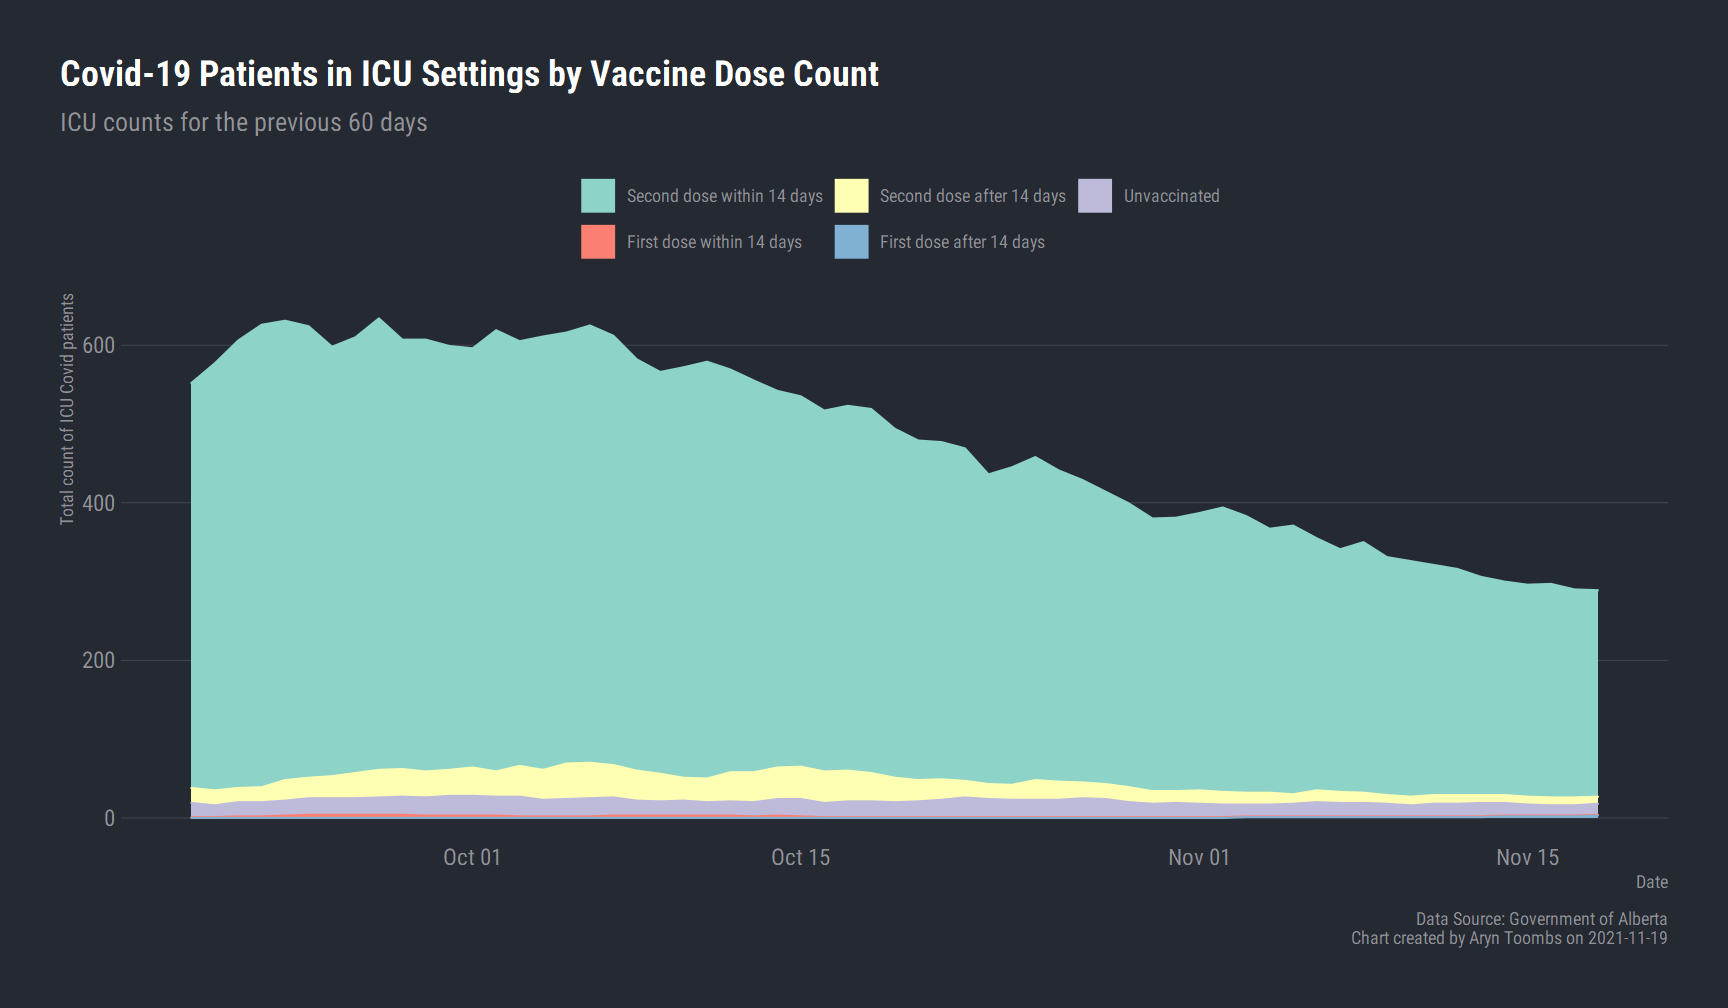 Covid-19 Patients in ICU Settings by Vaccine Dose Count
ICU counts for the previous 60 days
Second dose within 14 days
Second dose after 14 days
Unvaccinated
First dose within 14 days
First dose after 14 days
Total count of ICU Covid patients
600
400
200
0
Oct 01
Oct 15
Nov 01
Nov 15
Date
Data Source: Government of Alberta
Chart created by Aryn Toombs on 2021-11-19